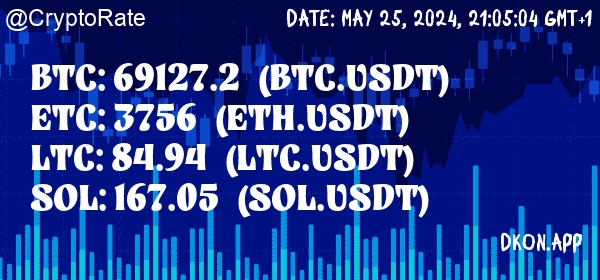 @CryptoRate
DATE: MAY 25, 2024, 21:05:04 GMT+1
BTC: 69127.2 (BTC.USDT)
ETC: 3756 (ETH.USDT)
LTC: 84.94 (LTC.USDT)
SOL: 167.05 (SOL.USDT)
DKON.APP